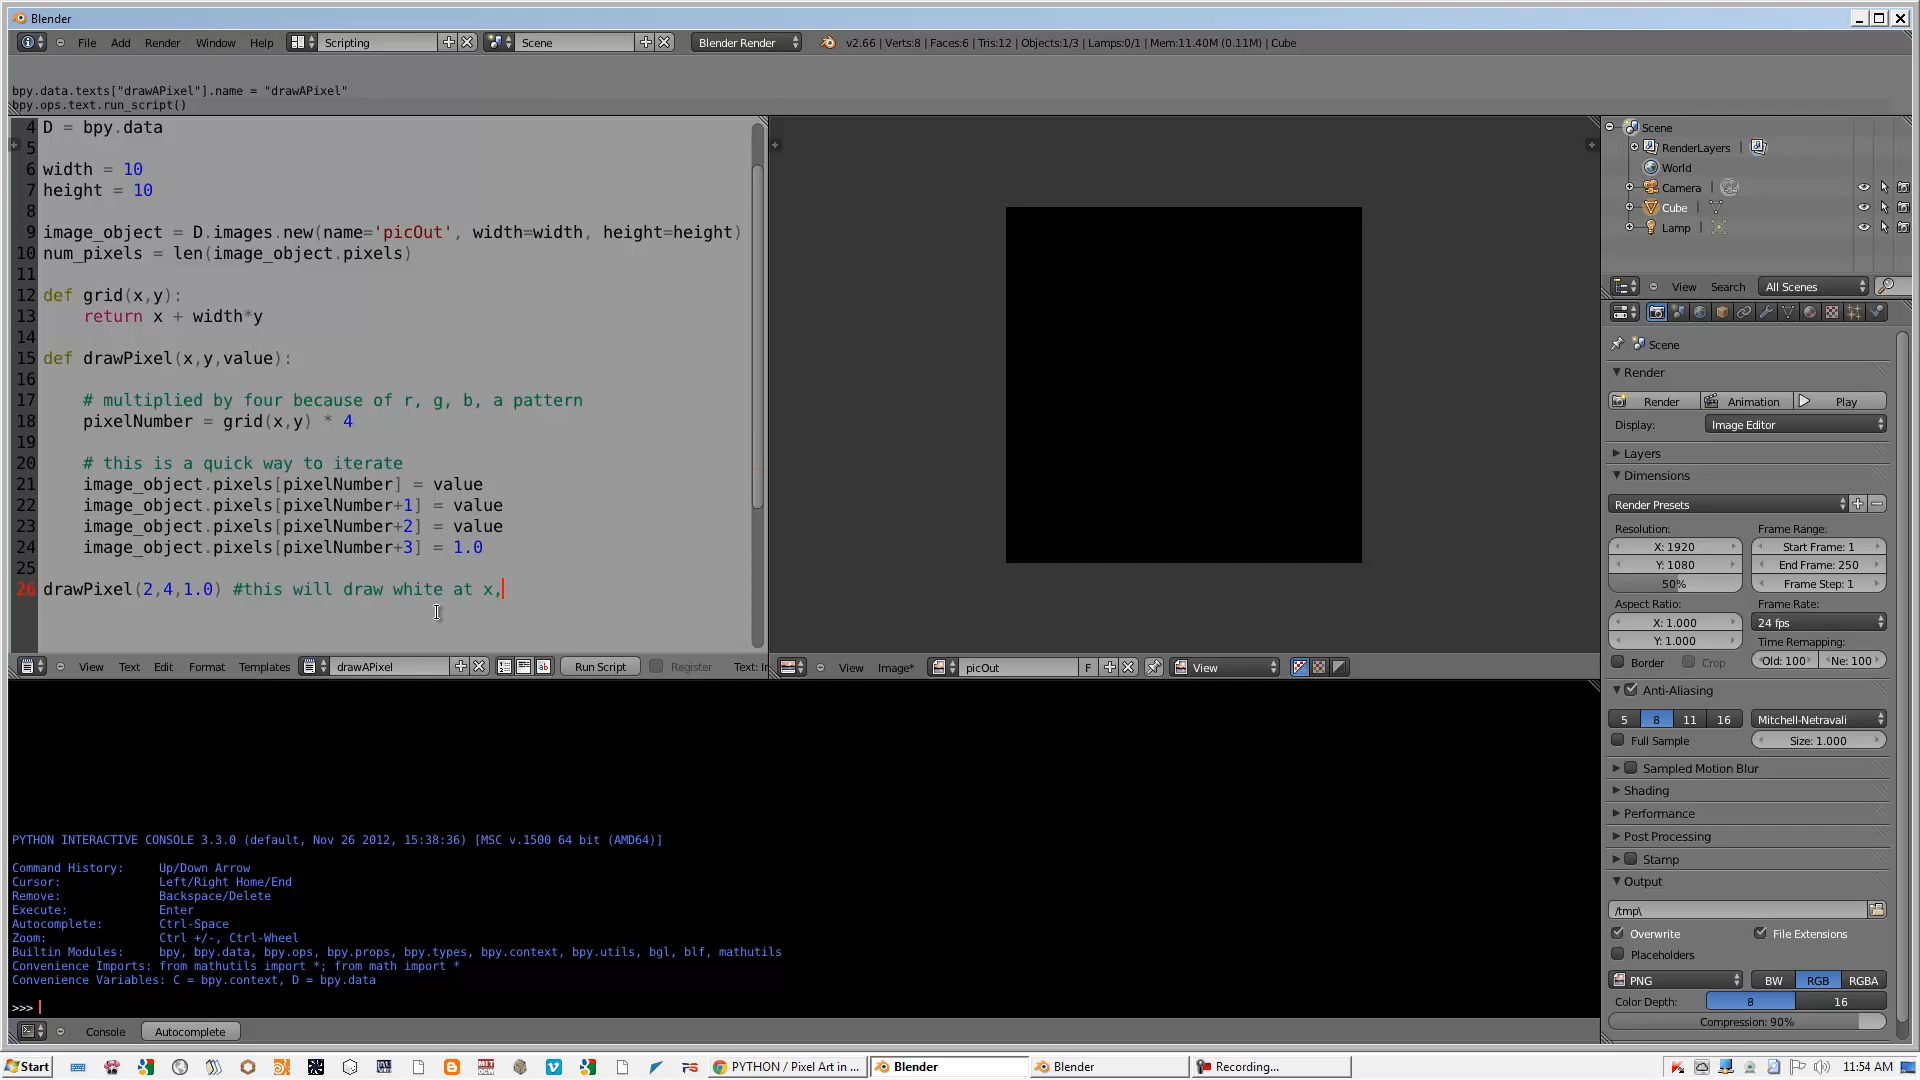 Blender
File Add Render Window Help Scripting Scene Blender Render v2.66 | Verts:8 | Faces:6 | Tris:12 | Objects:1/3 | Lamps:0/1 | Mem:11.40M (0.11M) | Cube
bpy.data.texts["drawAPixel"].name = "drawAPixel"
bpy.ops.text.run_script()
4 D = bpy.data
5
6 width = 10
7 height = 10
8
9 image_object = D.images.new(name='picOut', width=width, height=height)
10 num_pixels = len(image_object.pixels)
11
12 def grid(x,y):
13 return x + width*y
14
15 def drawPixel(x,y,value):
16
17 # multiplied by four because of r, g, b, a pattern
18 pixelNumber = grid(x,y) * 4
19
20 # this is a quick way to iterate
21 image_object.pixels[pixelNumber] = value
22 image_object.pixels[pixelNumber+1] = value
23 image_object.pixels[pixelNumber+2] = value
24 image_object.pixels[pixelNumber+3] = 1.0
25
26 drawPixel(2,4,1.0) #this will draw white at x,
View Text Edit Format Templates drawAPixel Run Script Register Text: In
View Image* picOut F View
PYTHON INTERACTIVE CONSOLE 3.3.0 (default, Nov 26 2012, 15:38:36) [MSC v.1500 64 bit (AMD64)]
Command History: Up/Down Arrow
Cursor: Left/Right Home/End
Remove: Backspace/Delete
Execute: Enter
Autocomplete: Ctrl-Space
Zoom: Ctrl +/-, Ctrl-Wheel
Builtin Modules: bpy, bpy.data, bpy.ops, bpy.props, bpy.types, bpy.context, bpy.utils, bgl, blf, mathutils
Convenience Imports: from mathutils import *; from math import *
Convenience Variables: C = bpy.context, D = bpy.data
>>>
Console Autocomplete
Scene
RenderLayers |
World
Camera |
Cube |
Lamp |
View Search All Scenes
Scene
Render
Render Animation Play
Display: Image Editor
Layers
Dimensions
Render Presets
Resolution: Frame Range:
X: 1920 Start Frame: 1
Y: 1080 End Frame: 250
50% Frame Step: 1
Aspect Ratio: Frame Rate:
X: 1.000 24 fps
Y: 1.000 Time Remapping:
Border Crop Old: 100 Ne: 100
Anti-Aliasing
5 8 11 16 Mitchell-Netravali
Full Sample Size: 1.000
Sampled Motion Blur
Shading
Performance
Post Processing
Stamp
Output
/tmp\
Overwrite File Extensions
Placeholders
PNG BW RGB RGBA
Color Depth: 8 16
Compression: 90%
Start PYTHON / Pixel Art in ... Blender Blender Recording... 11:54 AM